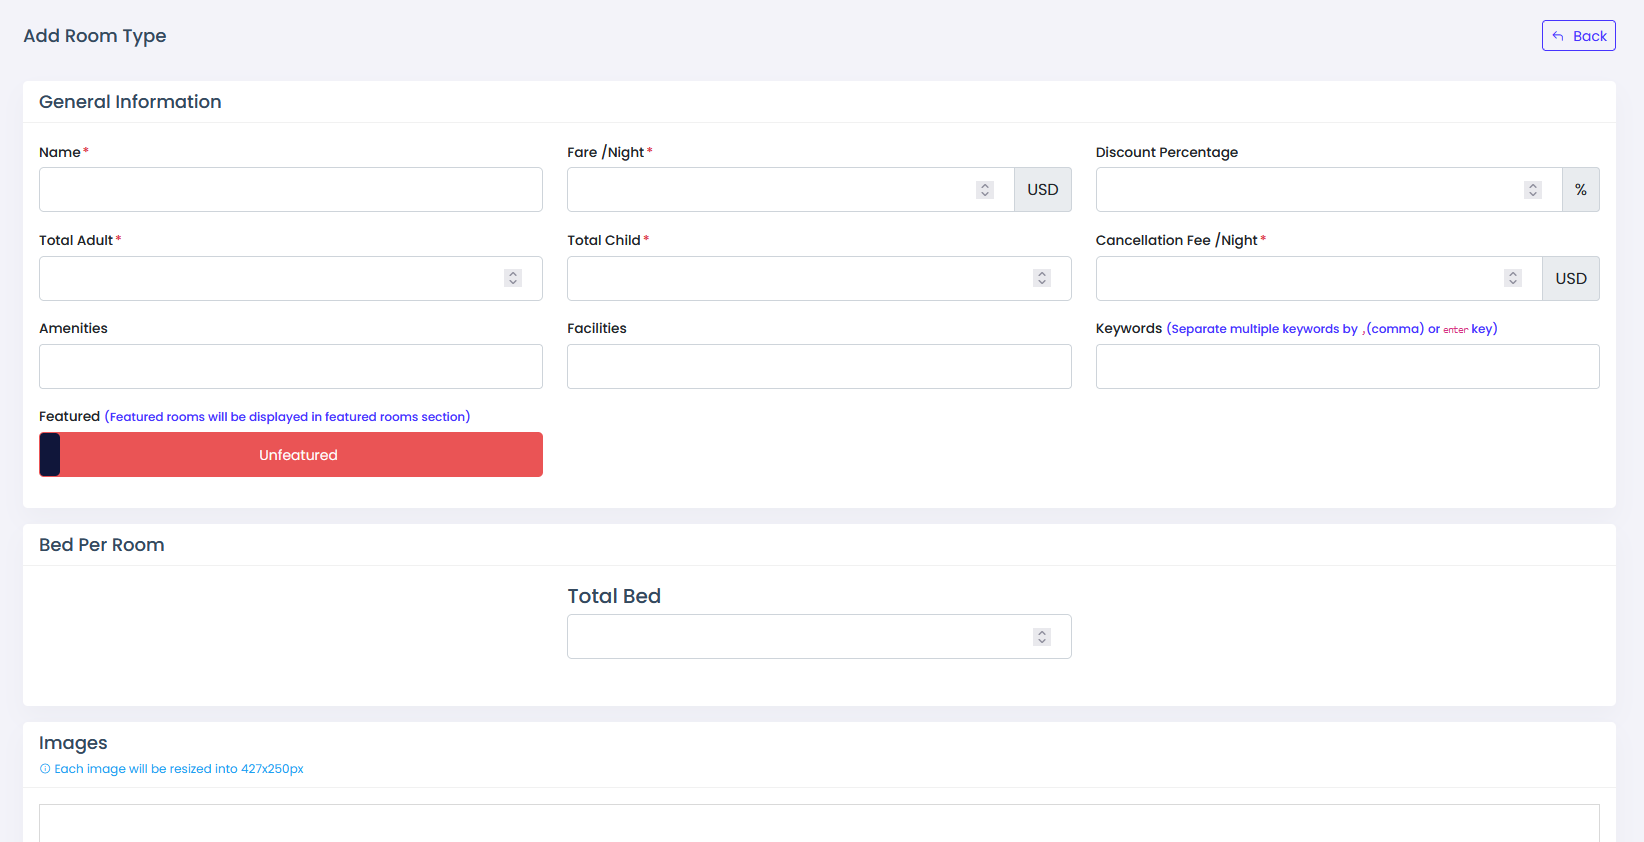 Add Room Type
Back
General Information
Name*
Fare /Night*
Discount Percentage
USD
%
Total Adult*
Total Child*
Cancellation Fee /Night*
USD
Amenities
Facilities
Keywords (Separate multiple keywords by ,(comma) or enter key)
Featured (Featured rooms will be displayed in featured rooms section)
Unfeatured
Bed Per Room
Total Bed
Images
Each image will be resized into 427x250px